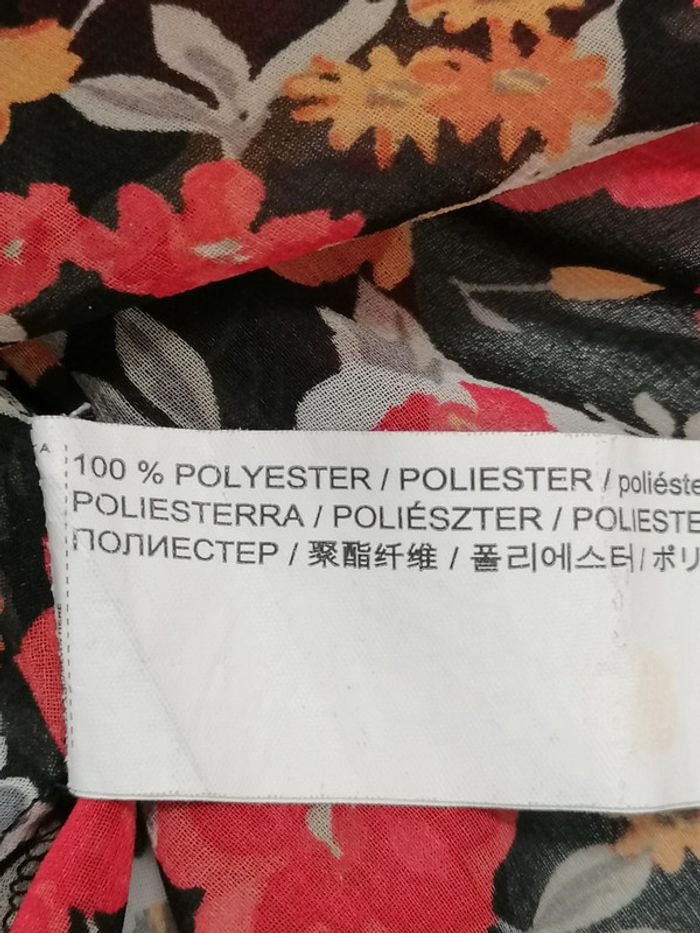 100 % POLYESTER / POLIESTER / poliéste
POLIESTERRA / POLIÉSZTER / POLIESTE
ПОЛИЕСТЕР / 聚酯纤维 / 폴리에스터 / ポリ